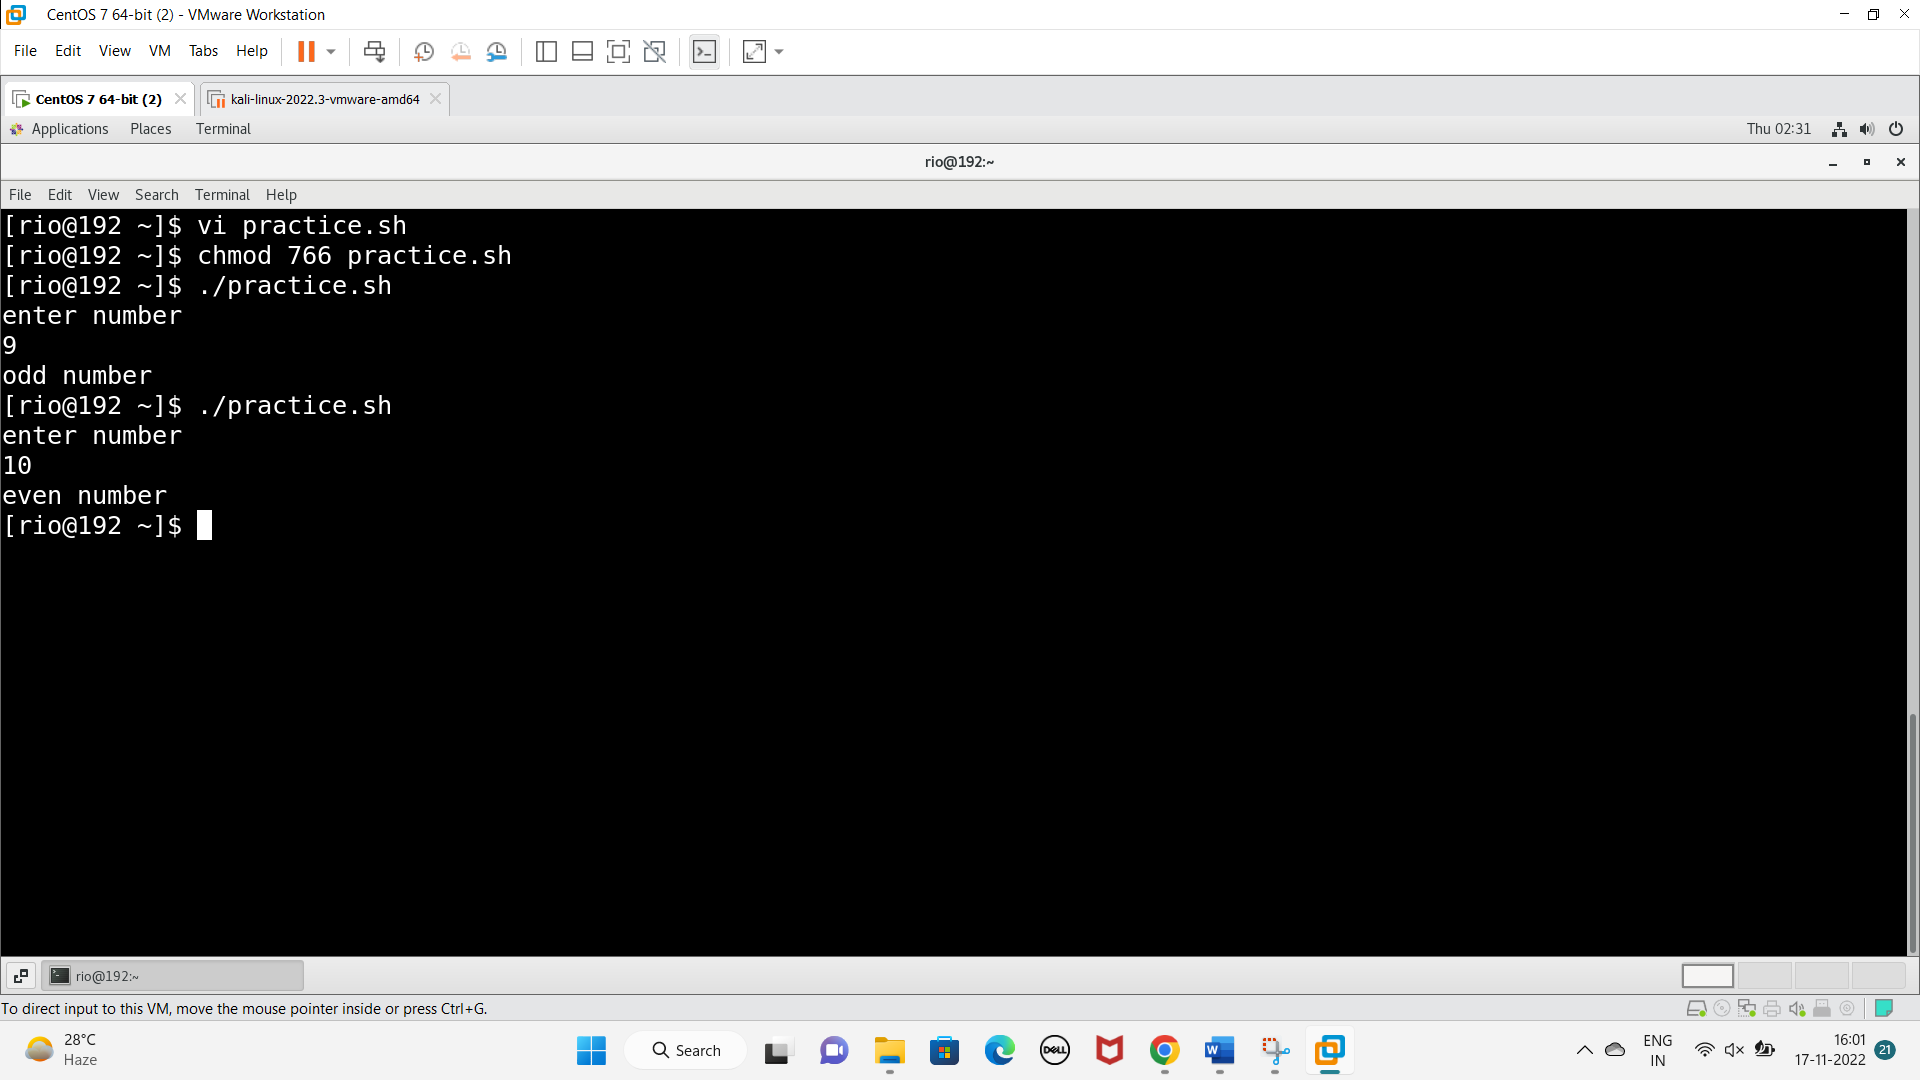 CentOS 7 64-bit (2) - VMware Workstation
File Edit View VM Tabs Help
CentOS 7 64-bit (2) kali-linux-2022.3-vmware-amd64
Applications Places Terminal Thu 02:31
rio@192:~
File Edit View Search Terminal Help
[rio@192 ~]$ vi practice.sh
[rio@192 ~]$ chmod 766 practice.sh
[rio@192 ~]$ ./practice.sh
enter number
9
odd number
[rio@192 ~]$ ./practice.sh
enter number
10
even number
[rio@192 ~]$
rio@192:~
To direct input to this VM, move the mouse pointer inside or press Ctrl+G.
28°C
Haze
Search
DELL
W
ENG
IN
16:01
17-11-2022
21